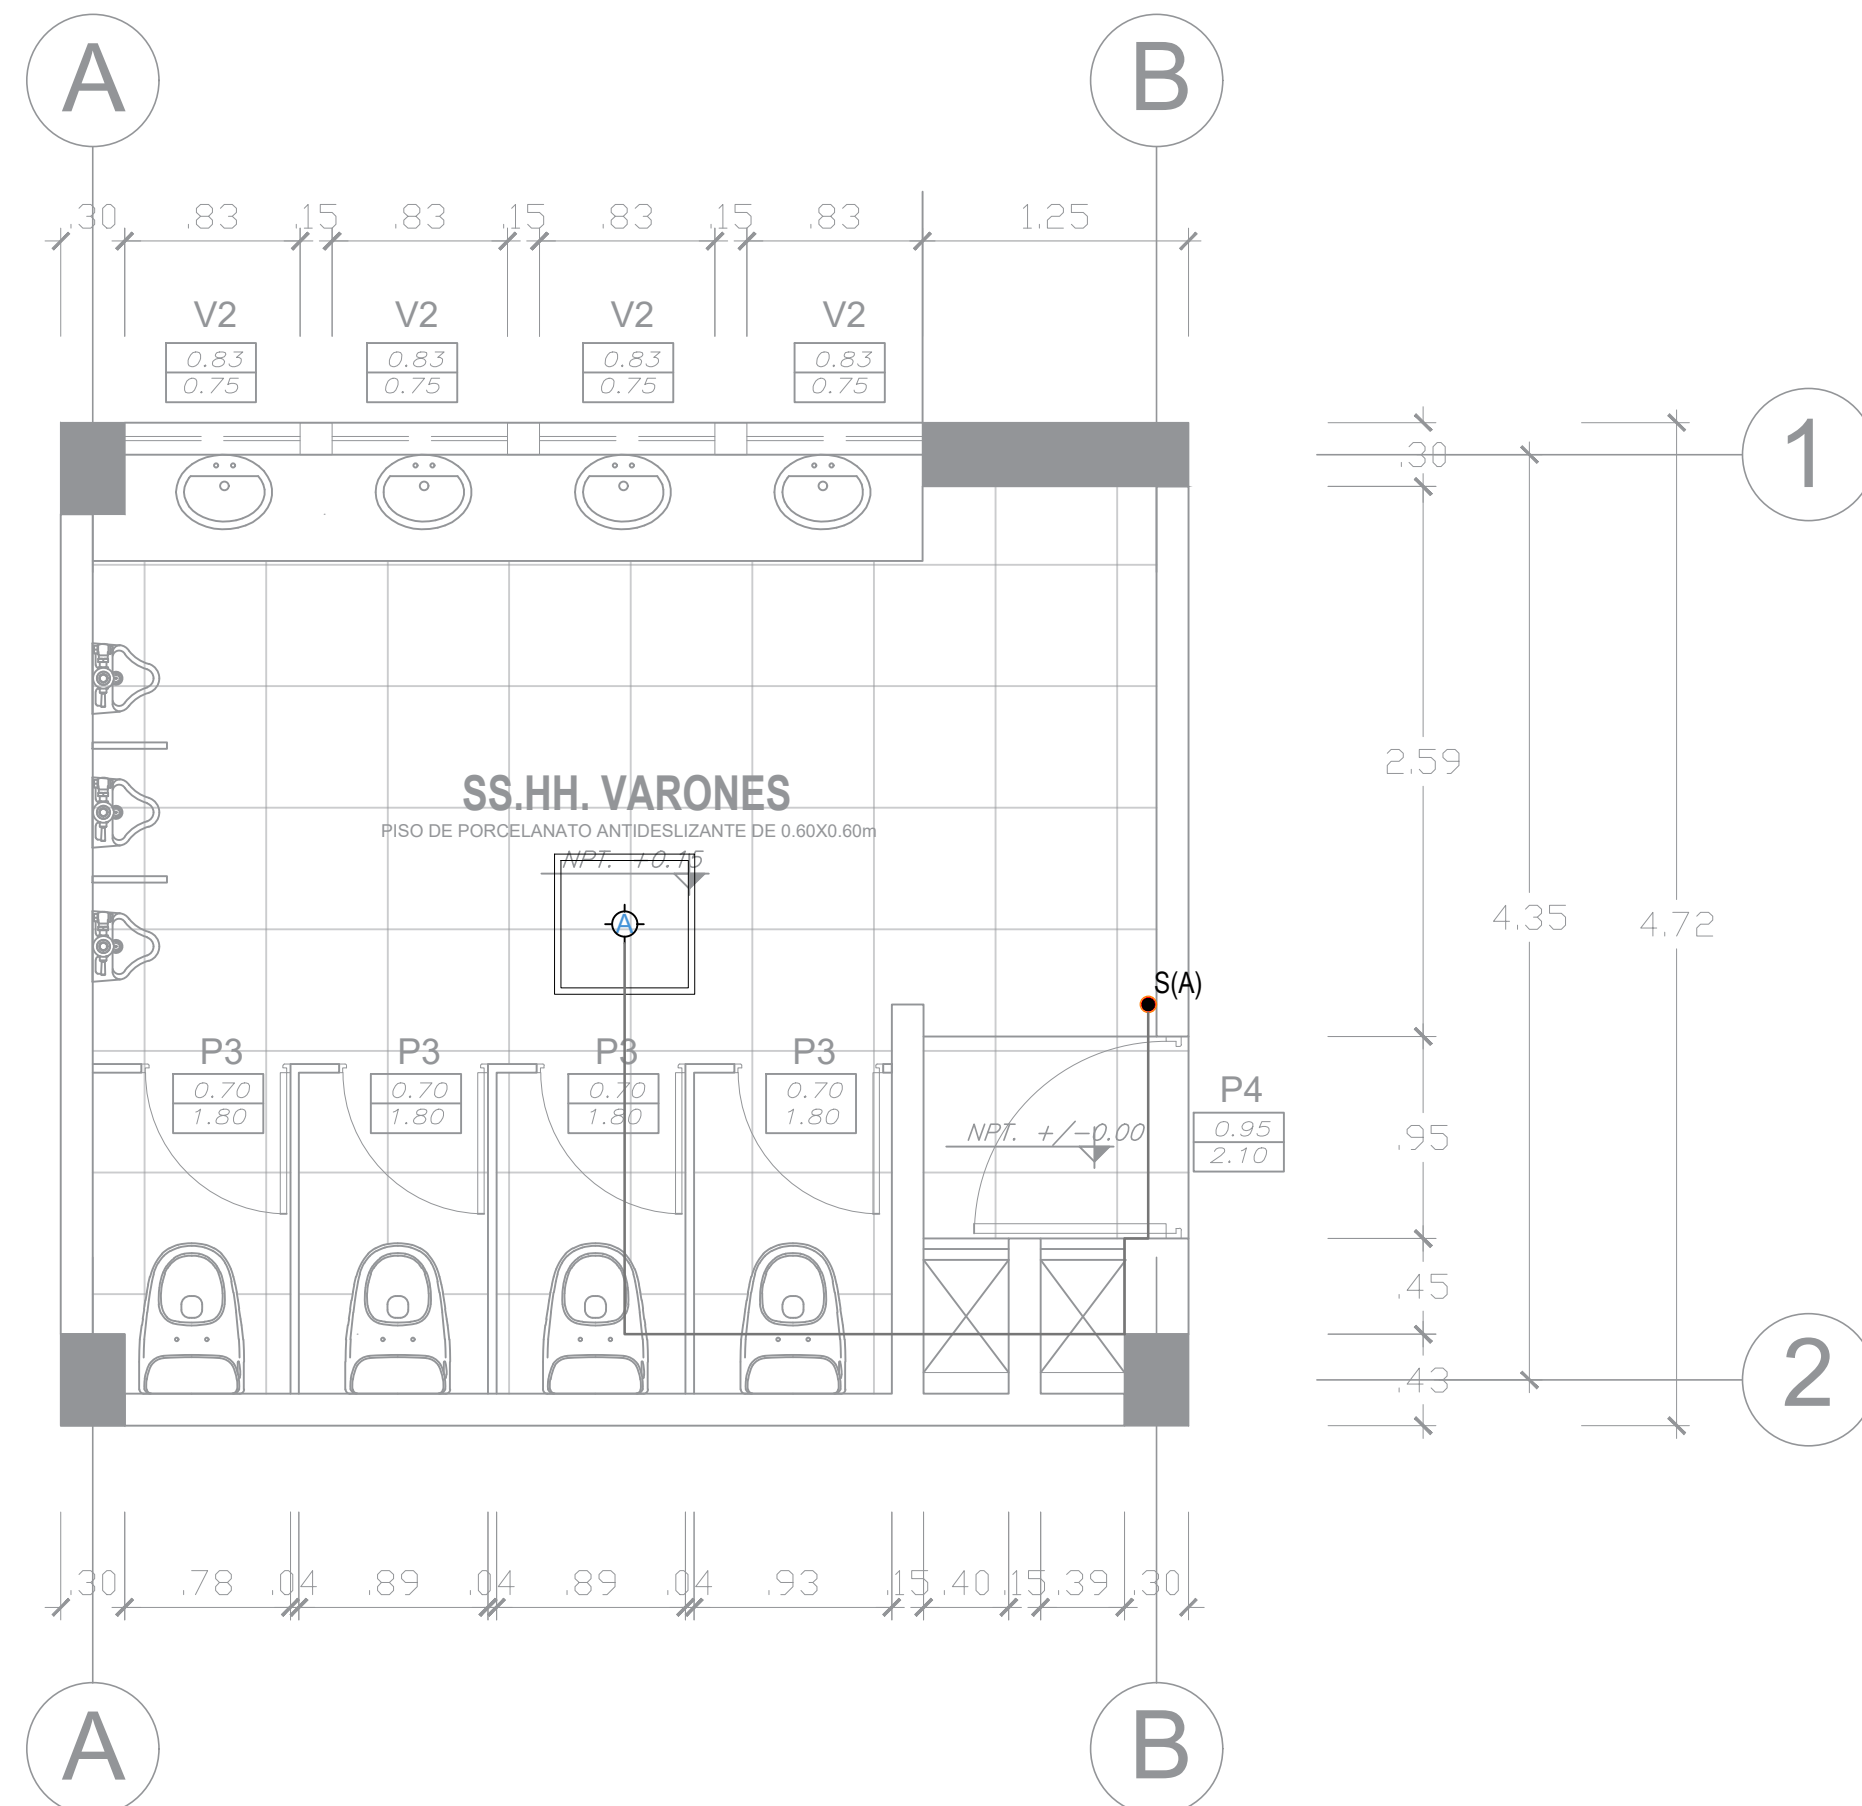 A B
.30 .83 .15 .83 .15 .83 .15 .83 1.25
V2 V2 V2 V2
0.83 0.83 0.83 0.83
0.75 0.75 0.75 0.75
1
.30
2.59
SS.HH. VARONES
PISO DE PORCELANATO ANTIDESLIZANTE DE 0.60X0.60m
NPT. +0.15
A
4.35 4.72
S(A)
P3 P3 P3 P3
0.70 0.70 0.70 0.70
1.80 1.80 1.80 1.80
P4
0.95
2.10
NPT. +/-0.00
.95
.45
.43
2
.30 .78 .04 .89 .04 .89 .04 .93 .15 .40 .15 .39 .30
A B